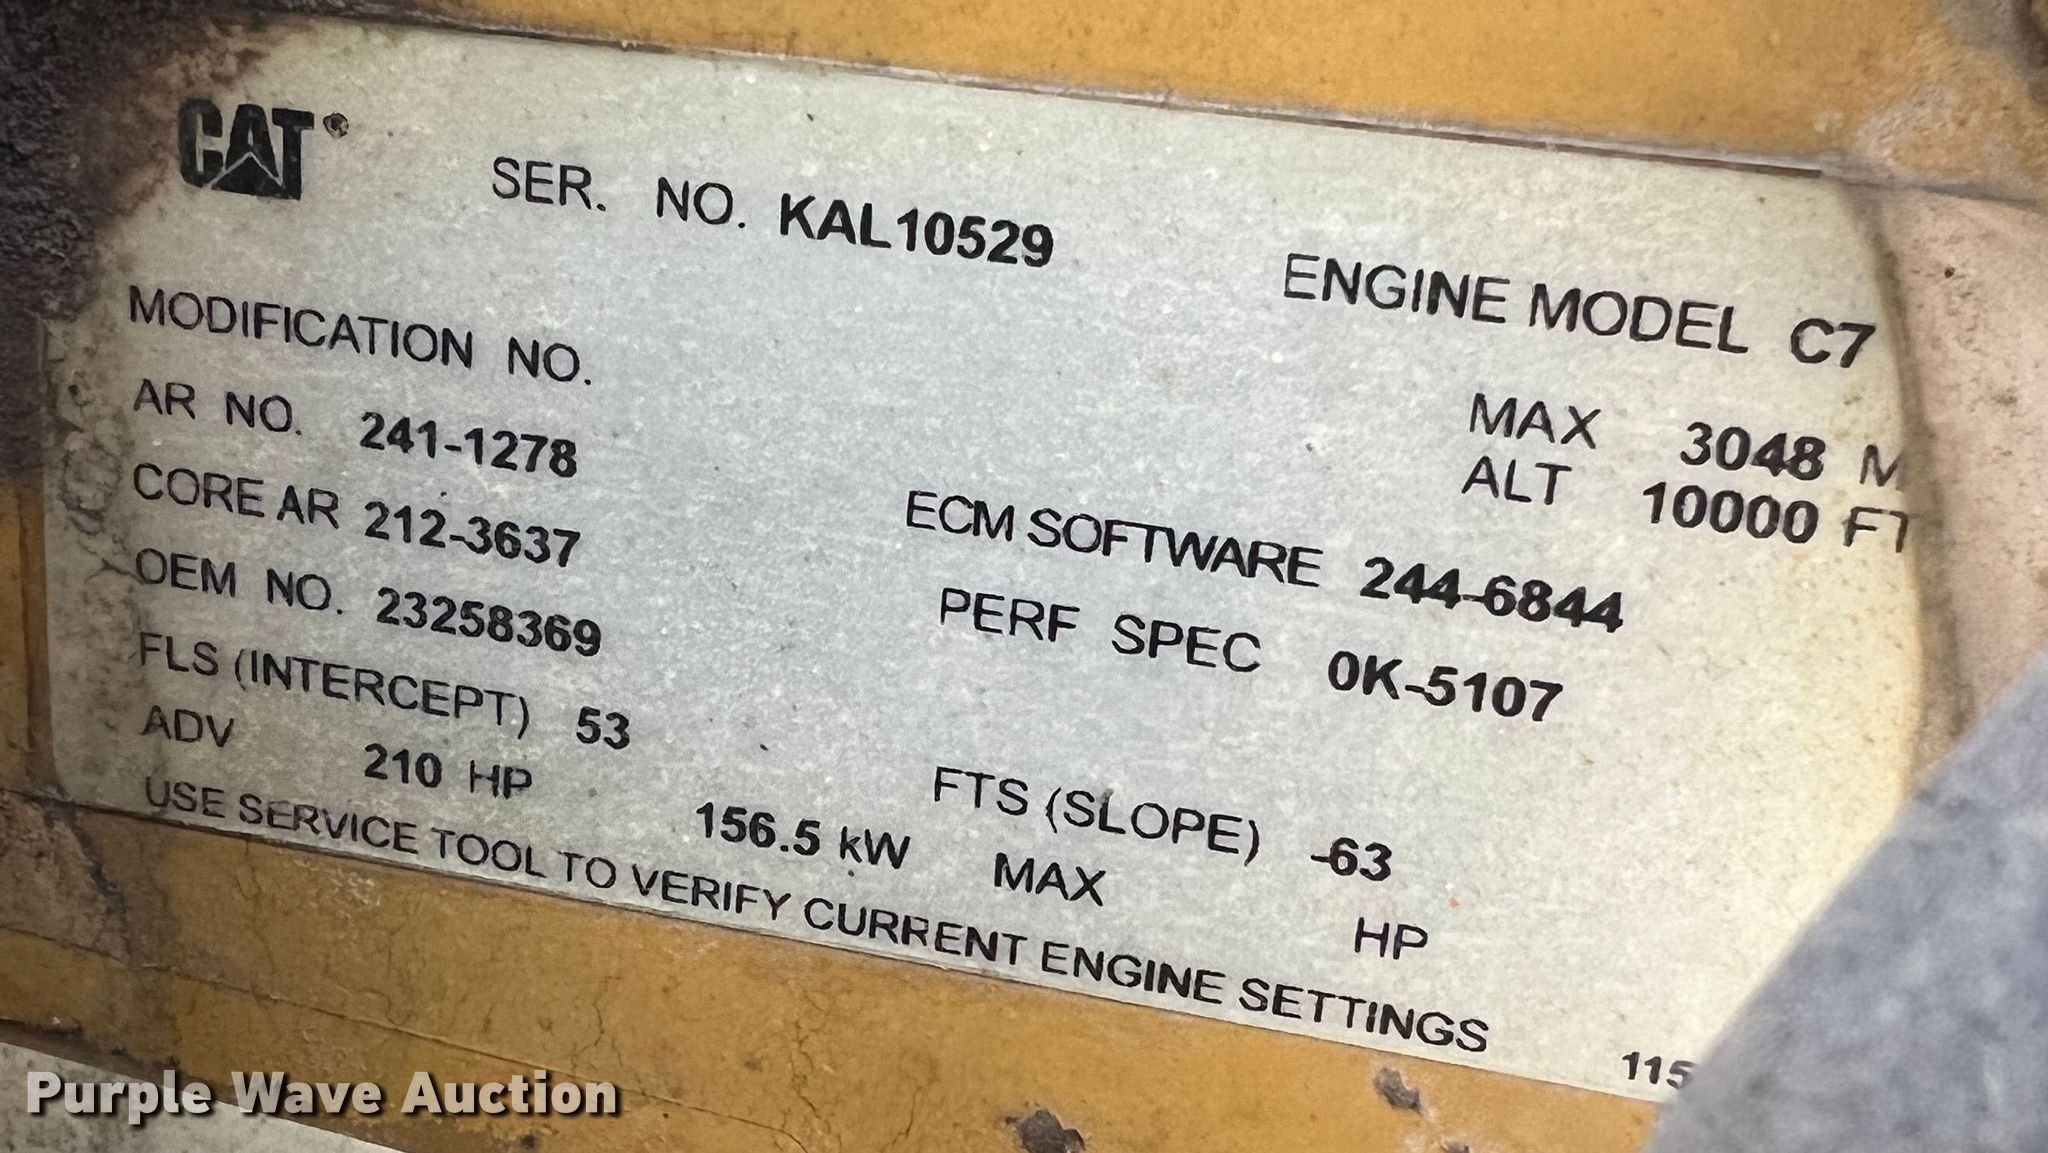 CAT®
SER. NO. KAL10529
ENGINE MODEL C7
MODIFICATION NO.
AR NO. 241-1278
MAX 3048 M
ALT 10000 FT
CORE AR 212-3637
ECM SOFTWARE 244-6844
OEM NO. 23258369
PERF SPEC 0K-5107
FLS (INTERCEPT) 53
FTS (SLOPE) -63
ADV 210 HP 156.5 kW MAX HP
USE SERVICE TOOL TO VERIFY CURRENT ENGINE SETTINGS
Purple Wave Auction